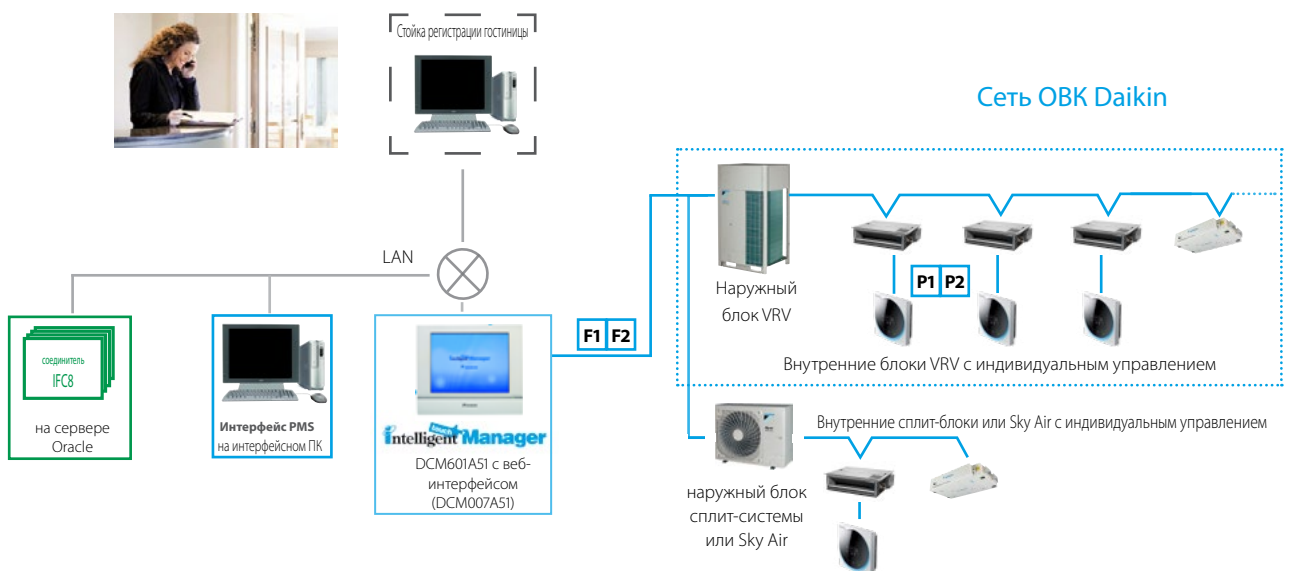 Стойка регистрации гостиницы
Сеть ОВК Daikin
LAN
F1 F2
P1 P2
Наружный
блок VRV
Внутренние блоки VRV с индивидуальным управлением
соединитель
IFC8
на сервере
Oracle
Интерфейс PMS
на интерфейсном ПК
intelligent touch Manager
DCM601A51 с веб-
интерфейсом
(DCM007A51)
Внутренние сплит-блоки или Sky Air с индивидуальным управлением
наружный блок
сплит-системы
или Sky Air